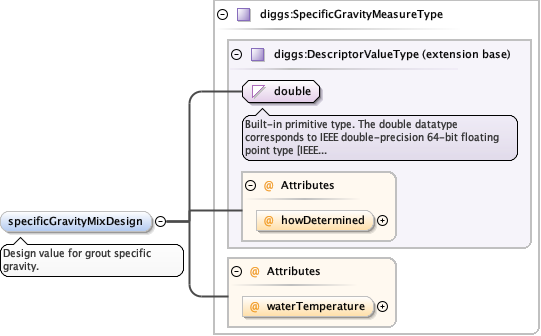 diggs:SpecificGravityMeasureType
diggs:DescriptorValueType (extension base)
double
Built-in primitive type. The double datatype
corresponds to IEEE double-precision 64-bit floating
point type [IEEE...
@ Attributes
@ howDetermined
specificGravityMixDesign
Design value for grout specific
gravity.
@ Attributes
@ waterTemperature